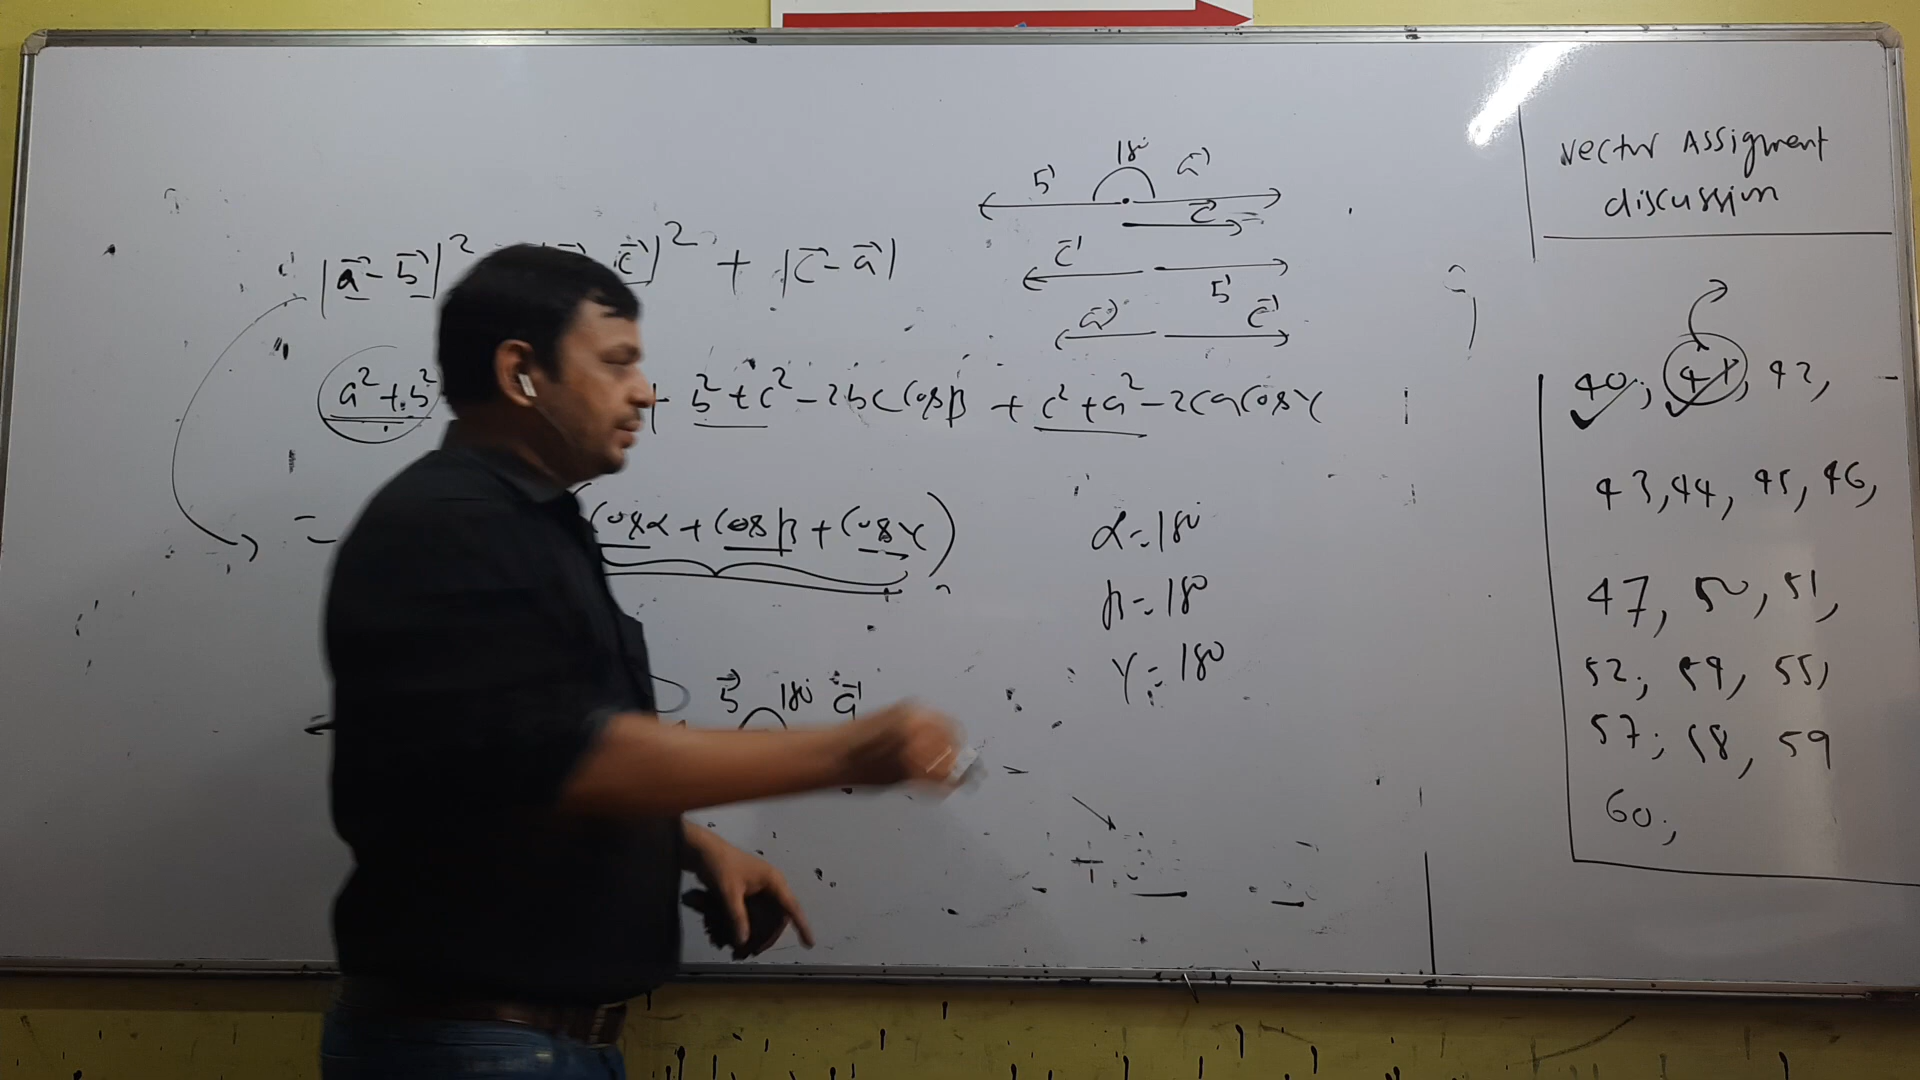 180
b⃗ a⃗
c⃗
|a⃗ - b⃗|² c⃗|² + |c⃗ - a⃗|
c⃗ b⃗
a⃗ c⃗
a² + b² + b² + c² - 2bc Cosβ + c² + a² - 2ca Cosγ
= (Cosα + Cosβ + Cosγ)
α = 180
β = 180
γ = 180
b⃗ 180 a⃗
Vector Assigment
discussion
40, 41, 42,
43, 44, 45, 46,
47, 50, 51,
52, 54, 55,
57, 58, 59
60,